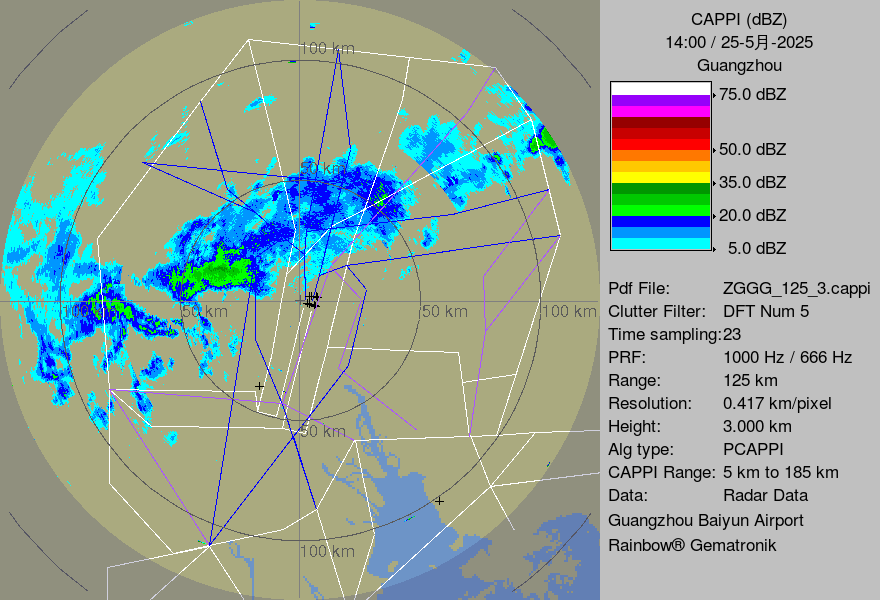 CAPPI (dBZ)
14:00 / 25-5月-2025
Guangzhou
75.0 dBZ
50.0 dBZ
35.0 dBZ
20.0 dBZ
5.0 dBZ
Pdf File: ZGGG_125_3.cappi
Clutter Filter: DFT Num 5
Time sampling:23
PRF: 1000 Hz / 666 Hz
Range: 125 km
Resolution: 0.417 km/pixel
Height: 3.000 km
Alg type: PCAPPI
CAPPI Range: 5 km to 185 km
Data: Radar Data
Guangzhou Baiyun Airport
Rainbow® Gematronik
100 km
50 km
50 km
100 km
50 km
100 km